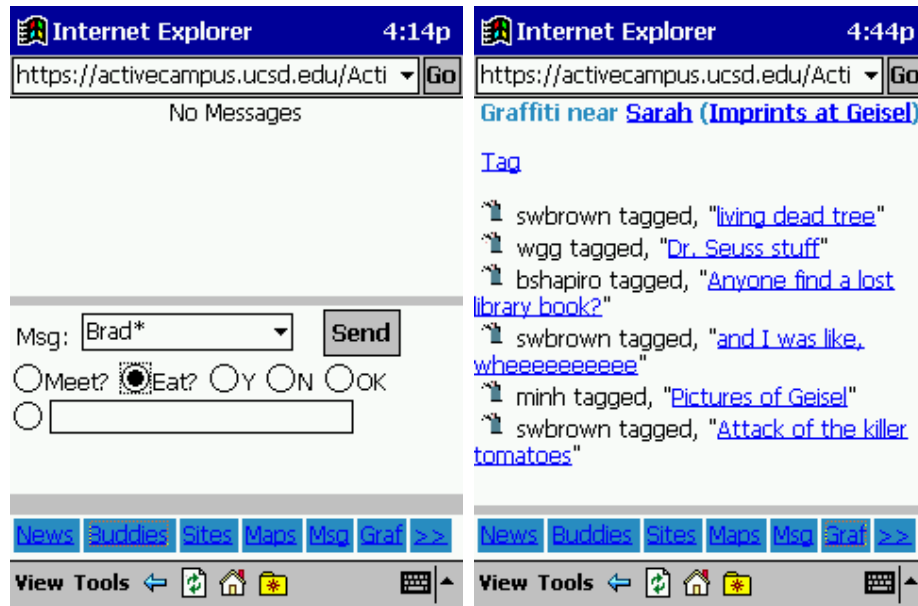 Internet Explorer 4:14p
https://activecampus.ucsd.edu/Acti Go
No Messages
Msg: Brad* Send
Meet? Eat? Y N OK
News Buddies Sites Maps Msg Graf >>
View Tools
Internet Explorer 4:44p
https://activecampus.ucsd.edu/Acti Go
Graffiti near Sarah (Imprints at Geisel)
Tag
swbrown tagged, "living dead tree"
wgg tagged, "Dr. Seuss stuff"
bshapiro tagged, "Anyone find a lost
library book?"
swbrown tagged, "and I was like,
wheeeeeeeeeee"
minh tagged, "Pictures of Geisel"
swbrown tagged, "Attack of the killer
tomatoes"
News Buddies Sites Maps Msg Graf >>
View Tools